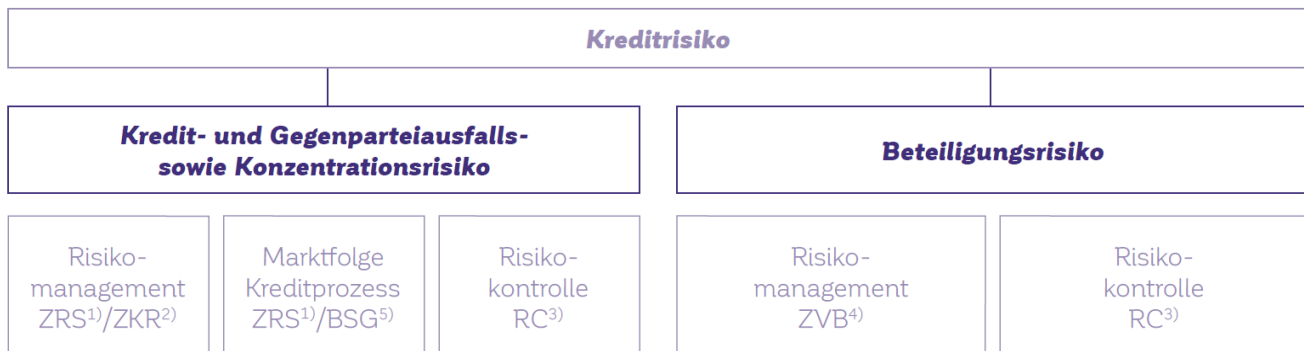 Kreditrisiko
Kredit- und Gegenparteiausfalls-
sowie Konzentrationsrisiko
Beteiligungsrisiko
Risiko-
management
ZRS¹⁾/ZKR²⁾
Marktfolge
Kreditprozess
ZRS¹⁾/BSG⁵⁾
Risiko-
kontrolle
RC³⁾
Risiko-
management
ZVB⁴⁾
Risiko-
kontrolle
RC³⁾